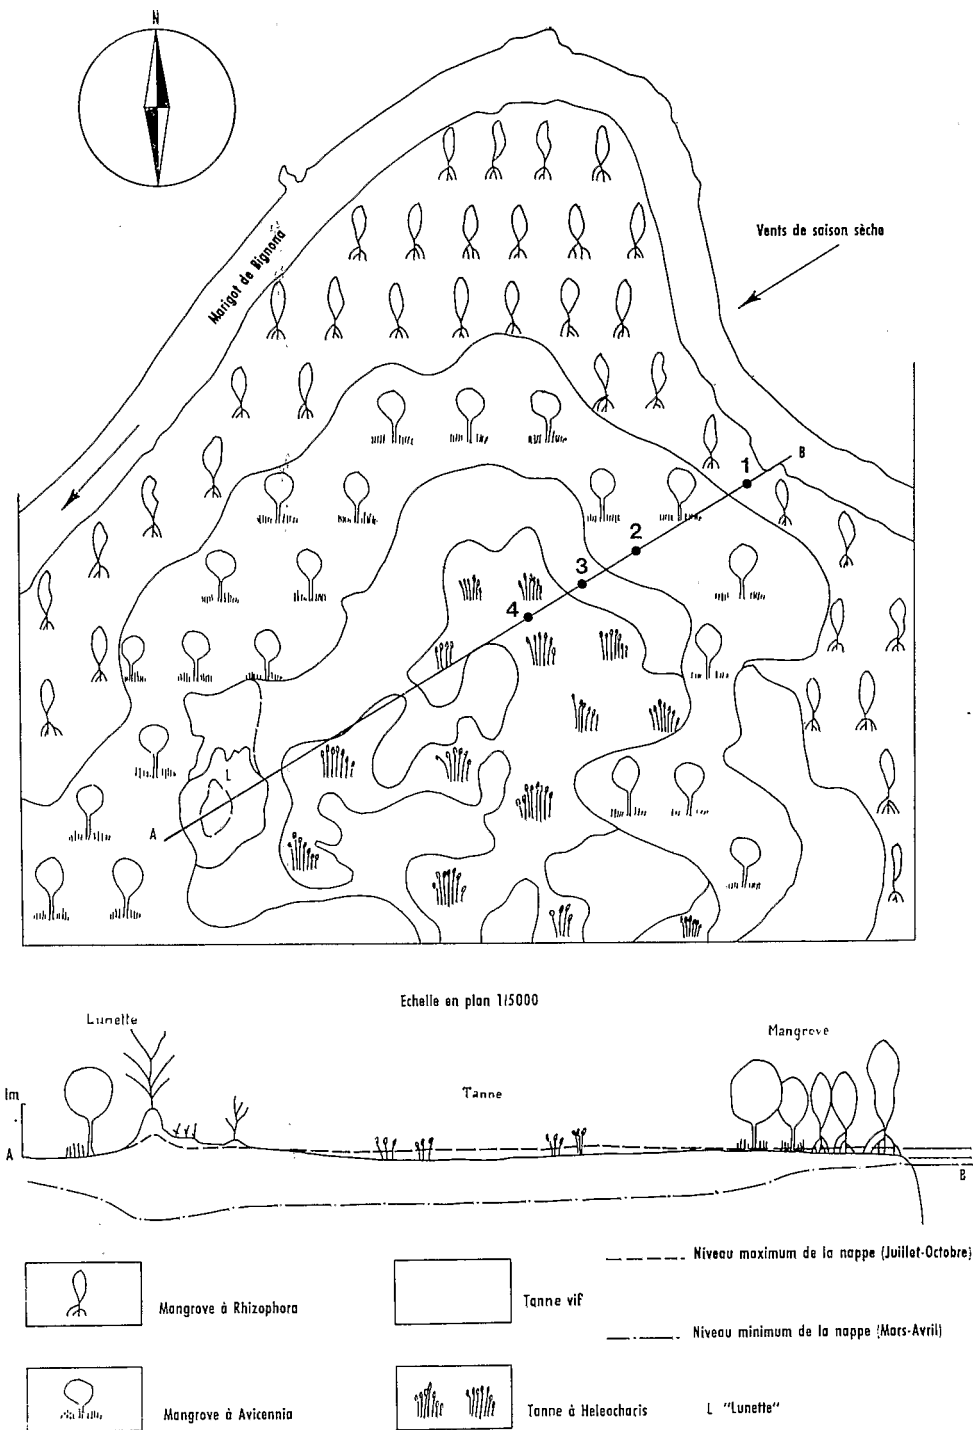 N
Vents de saison sèche
Marigot de Bignona
B
1
2
3
4
L
A
Echelle en plan 1/5000
Lunette
Mangrove
1m
Tanne
A
B
Niveau maximum de la nappe (Juillet-Octobre)
Mangrove à Rhizophora
Tanne vif
Niveau minimum de la nappe (Mars-Avril)
Mangrove à Avicennia
Tanne à Heleocharis
L "Lunette"